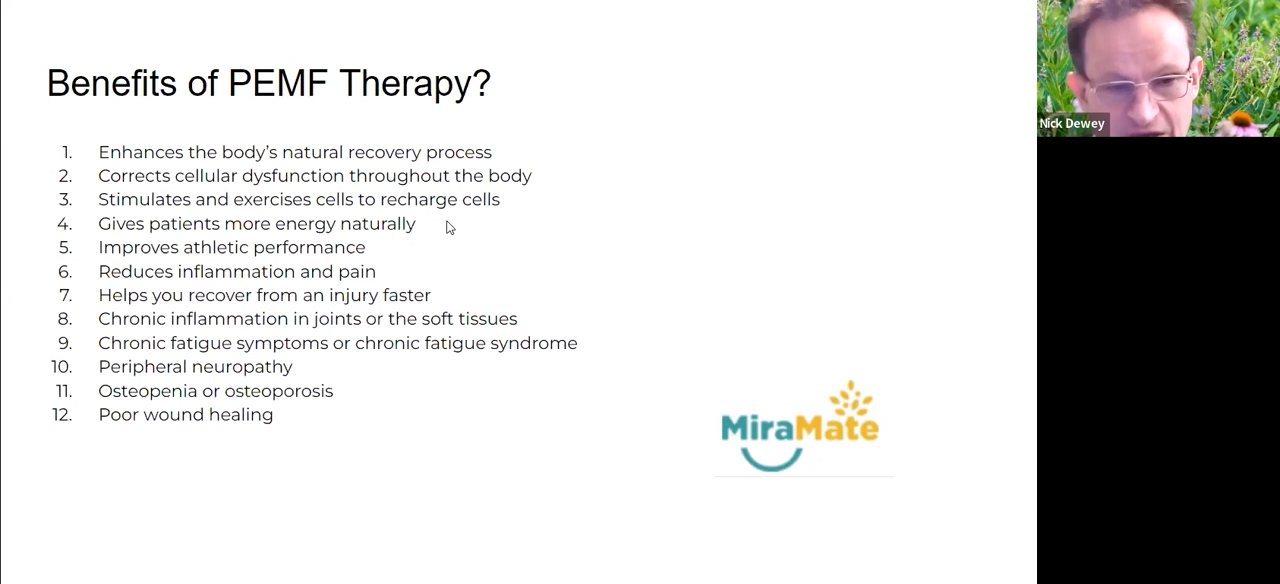 Benefits of PEMF Therapy?
1. Enhances the body's natural recovery process
2. Corrects cellular dysfunction throughout the body
3. Stimulates and exercises cells to recharge cells
4. Gives patients more energy naturally
5. Improves athletic performance
6. Reduces inflammation and pain
7. Helps you recover from an injury faster
8. Chronic inflammation in joints or the soft tissues
9. Chronic fatigue symptoms or chronic fatigue syndrome
10. Peripheral neuropathy
11. Osteopenia or osteoporosis
12. Poor wound healing
MiraMate
Nick Dewey